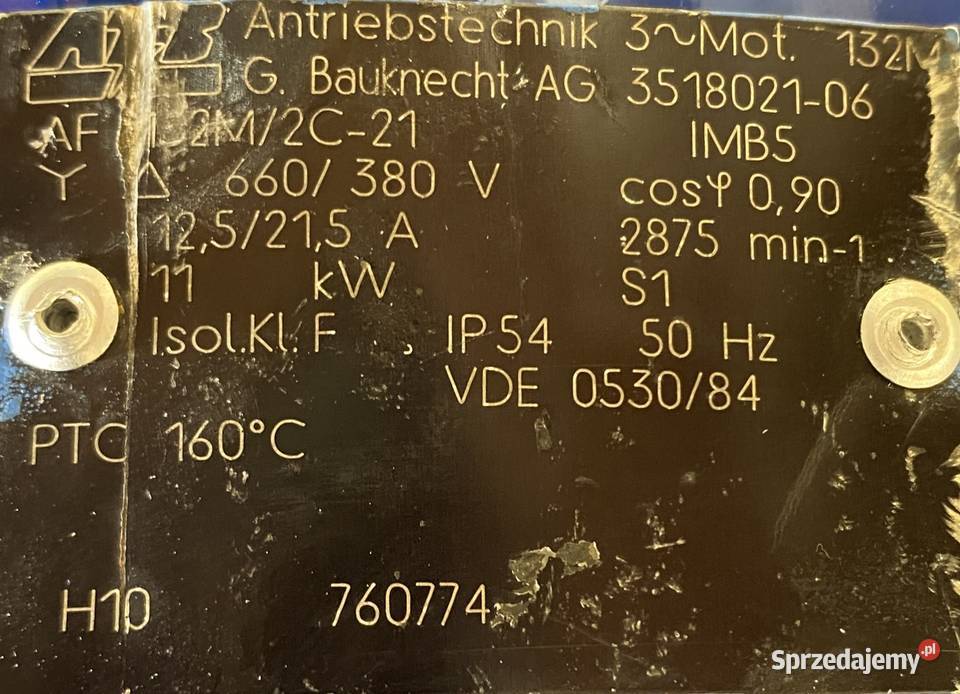 Antriebstechnik 3~Mot. 132M
G. Bauknecht AG 3518021-06
AF 132M/2C-21 IMB5
Y Δ 660/ 380 V cosφ 0,90
12,5/21,5 A 2875 min-1
11 kW S1
Isol.Kl. F IP54 50 Hz
VDE 0530/84
PTC 160°C
H10 760774
Sprzedajemy.pl